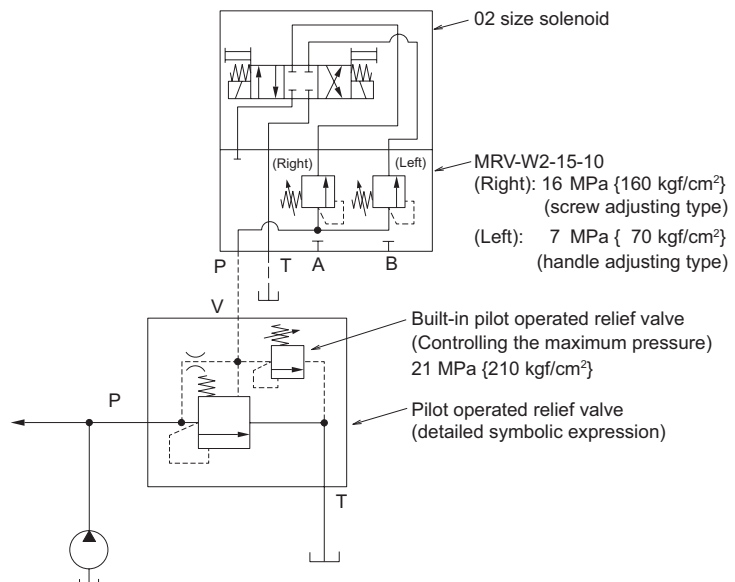 02 size solenoid
(Right)
(Left)
MRV-W2-15-10
(Right): 16 MPa {160 kgf/cm²}
(screw adjusting type)
(Left): 7 MPa { 70 kgf/cm²}
(handle adjusting type)
P T A B
V
Built-in pilot operated relief valve
(Controlling the maximum pressure)
21 MPa {210 kgf/cm²}
P
Pilot operated relief valve
(detailed symbolic expression)
T